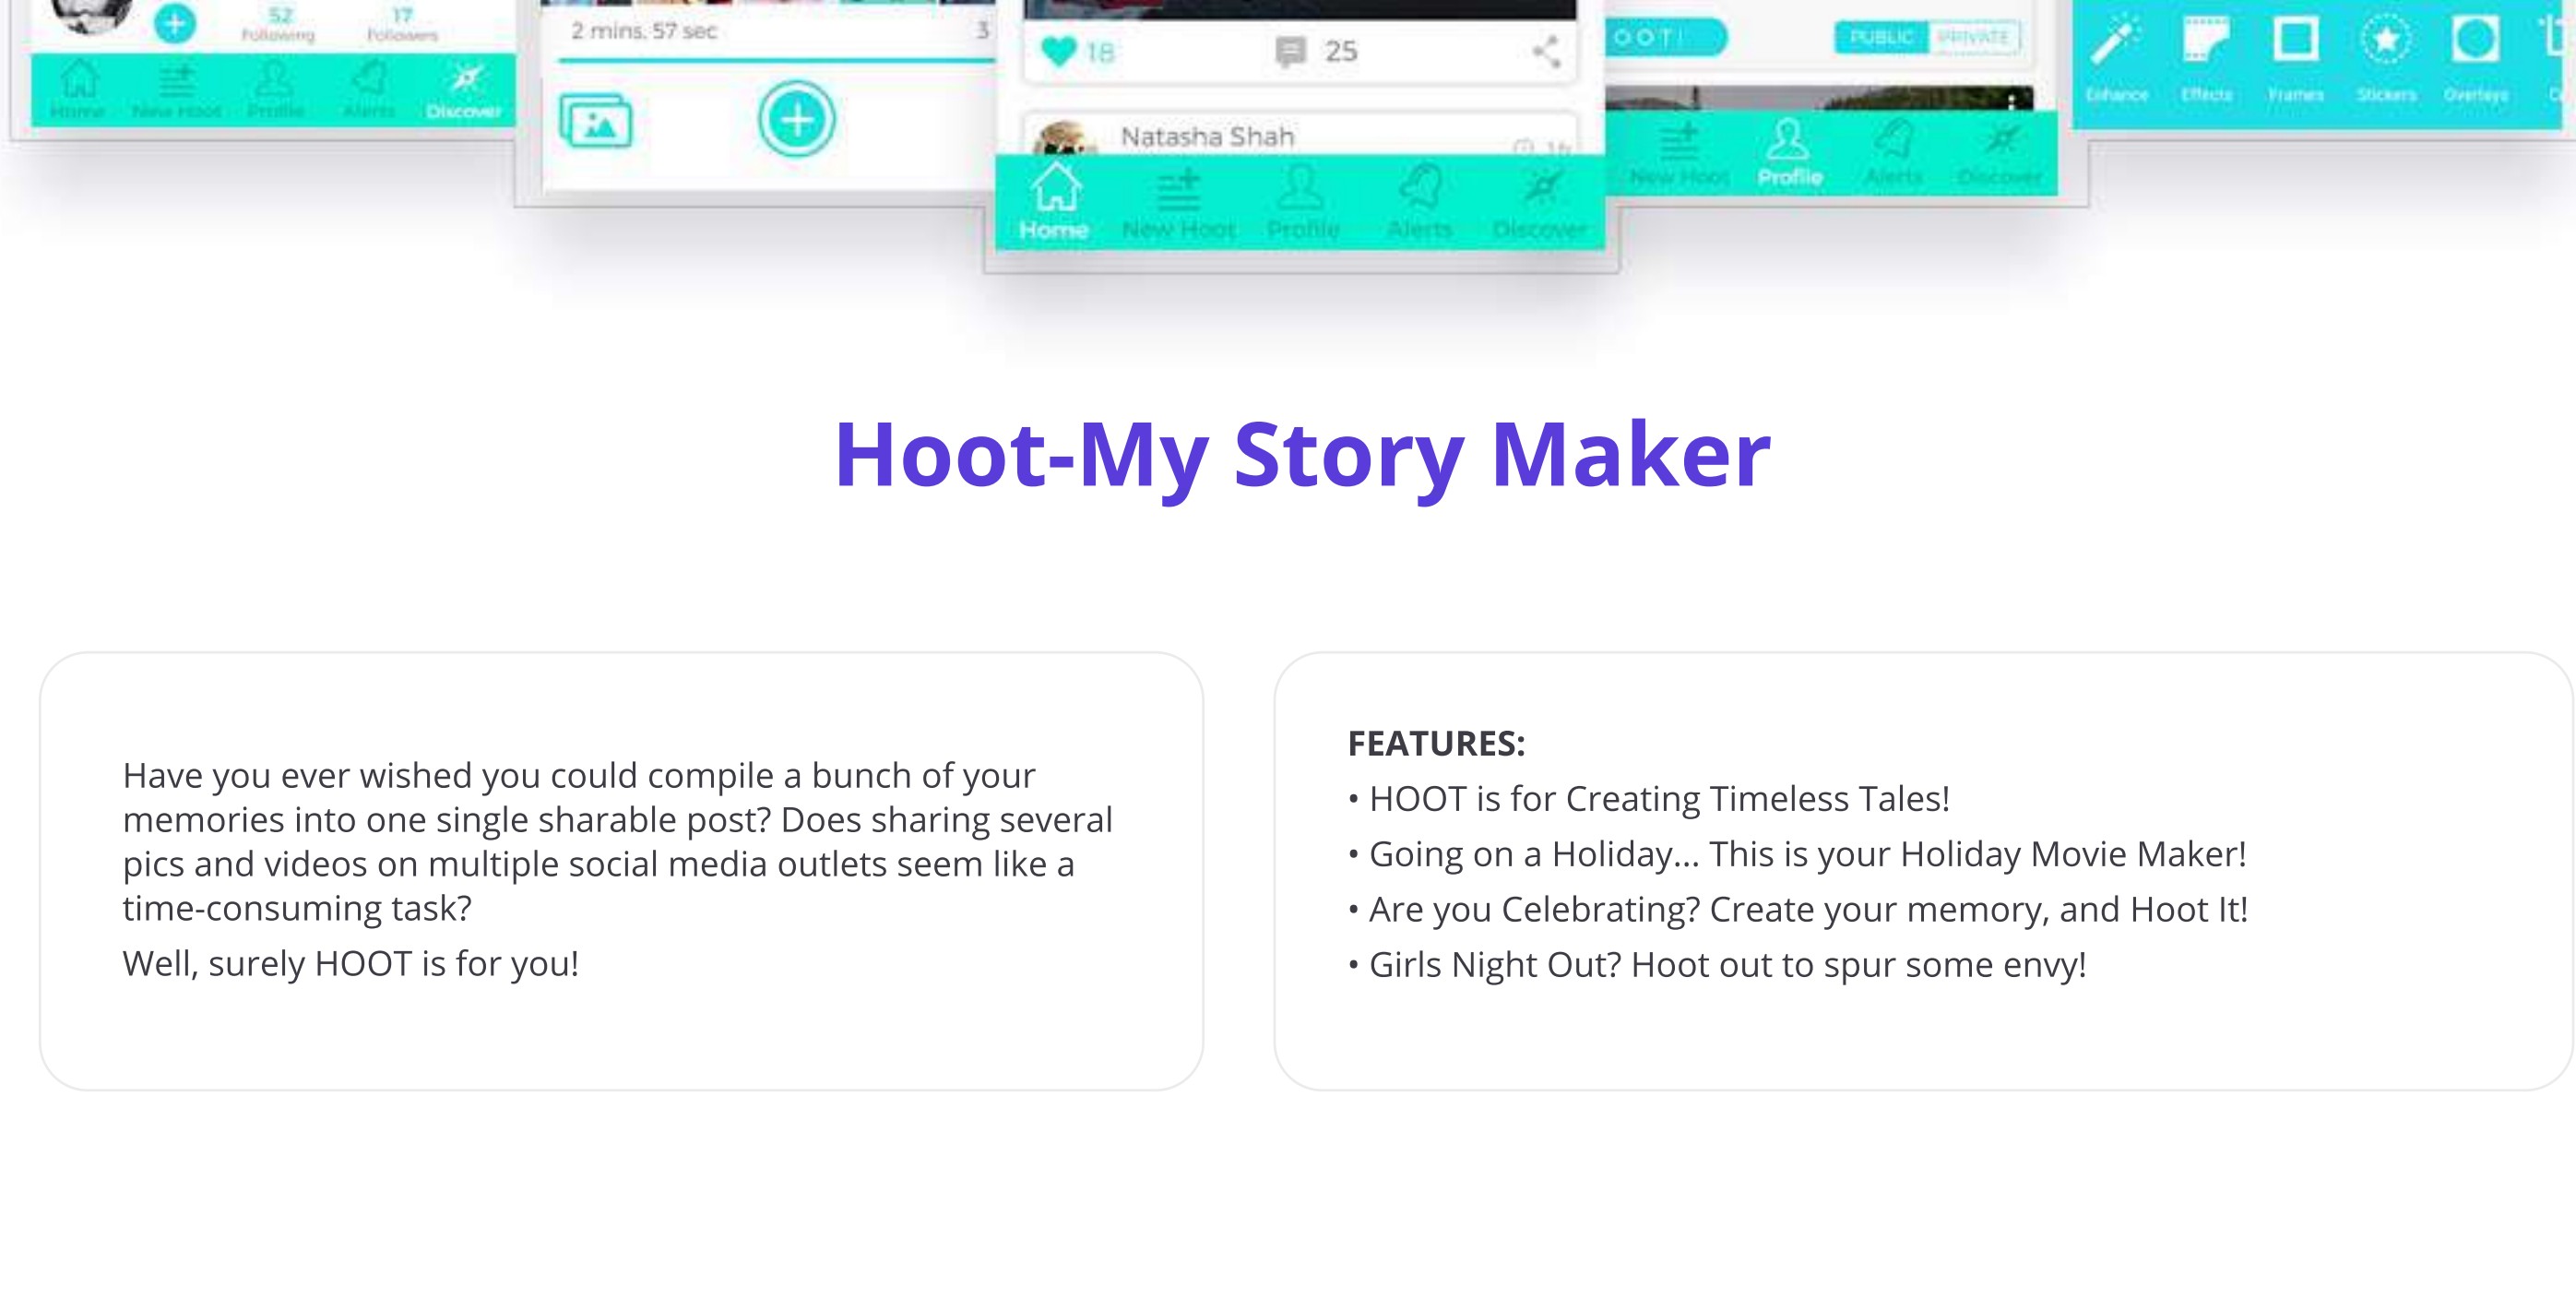 52
17
Following
Followers
Home
New Hoot
Profile
Alerts
Discover
2 mins, 57 sec
3
18
25
Natasha Shah
Home
New Hoot
Profile
Alerts
Discover
OOT!
PUBLIC
PRIVATE
New Hoot
Profile
Alerts
Discover
Enhance
Effects
Frames
Stickers
Overlays
Hoot-My Story Maker
Have you ever wished you could compile a bunch of your
memories into one single sharable post? Does sharing several
pics and videos on multiple social media outlets seem like a
time-consuming task?
Well, surely HOOT is for you!
FEATURES:
• HOOT is for Creating Timeless Tales!
• Going on a Holiday... This is your Holiday Movie Maker!
• Are you Celebrating? Create your memory, and Hoot It!
• Girls Night Out? Hoot out to spur some envy!